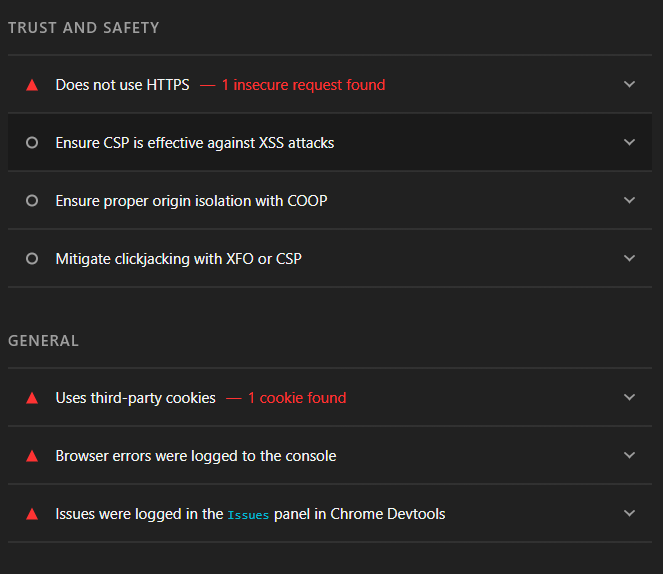 TRUST AND SAFETY
Does not use HTTPS — 1 insecure request found
Ensure CSP is effective against XSS attacks
Ensure proper origin isolation with COOP
Mitigate clickjacking with XFO or CSP
GENERAL
Uses third-party cookies — 1 cookie found
Browser errors were logged to the console
Issues were logged in the Issues panel in Chrome Devtools